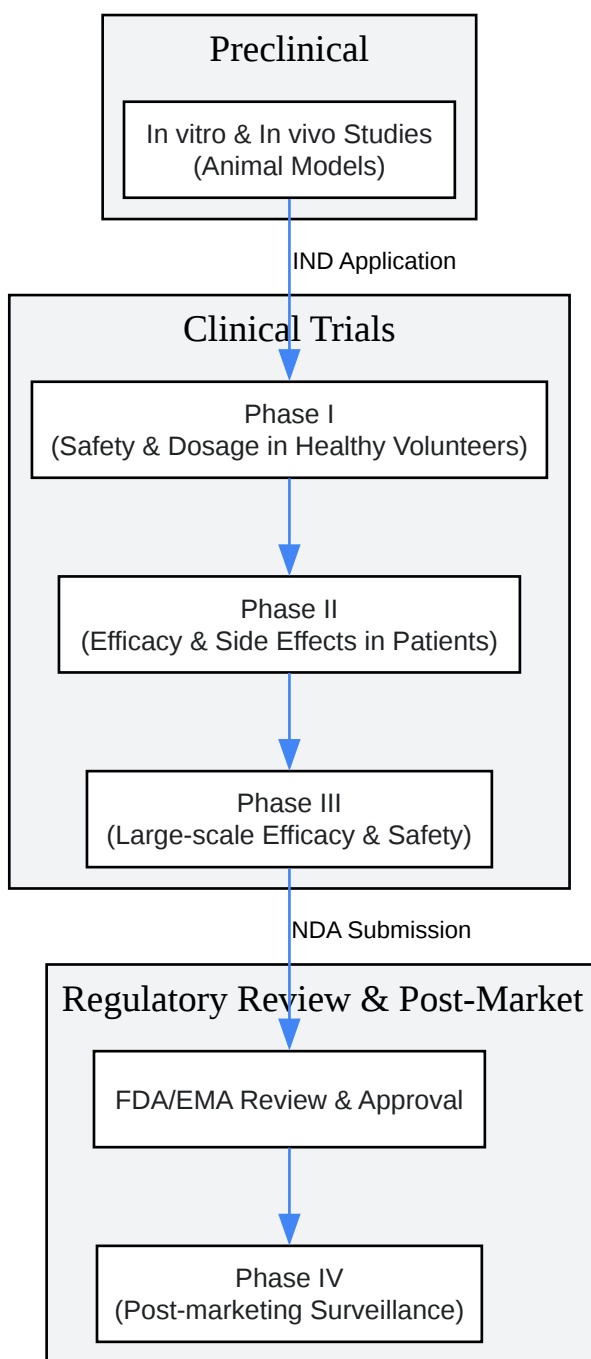 Preclinical
In vitro & In vivo Studies
(Animal Models)
IND Application
Clinical Trials
Phase I
(Safety & Dosage in Healthy Volunteers)
Phase II
(Efficacy & Side Effects in Patients)
Phase III
(Large-scale Efficacy & Safety)
NDA Submission
Regulatory Review & Post-Market
FDA/EMA Review & Approval
Phase IV
(Post-marketing Surveillance)